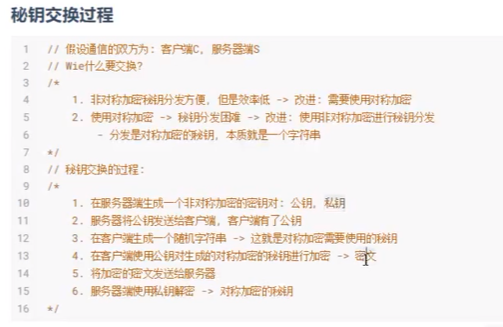 秘钥交换过程
1 // 假设通信的双方为: 客户端C, 服务器端S
2 // Wie什么要交换?
3 /*
4 1. 非对称加密秘钥分发方便, 但是效率低 -> 改进: 需要使用对称加密
5 2. 使用对称加密 -> 秘钥分发困难 -> 改进: 使用非对称加密进行秘钥分发
6 - 分发是对称加密的秘钥, 本质就是一个字符串
7 */
8 // 秘钥交换的过程:
9 /*
10 1. 在服务器端生成一个非对称加密的密钥对: 公钥, 私钥
11 2. 服务器将公钥发送给客户端, 客户端有了公钥
12 3. 在客户端生成一个随机字符串 -> 这就是对称加密需要使用的秘钥
13 4. 在客户端使用公钥对生成的对称加密的秘钥进行加密 -> 密文
14 5. 将加密的密文发送给服务器
15 6. 服务器端使用私钥解密 -> 对称加密的秘钥
16 */